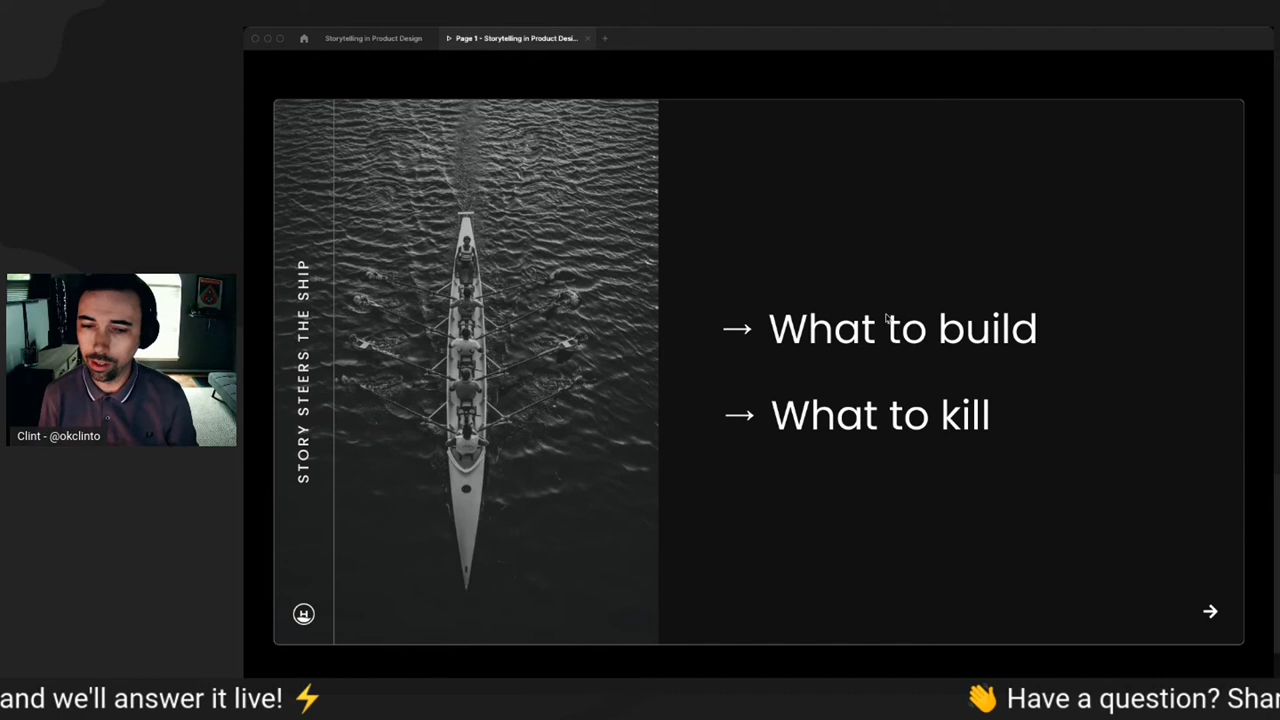 Storytelling in Product Design
Page 1 - Storytelling in Product Desi...
STORY STEERS THE SHIP
→ What to build
→ What to kill
H
Clint - @okclinto
and we'll answer it live! ⚡
👋 Have a question? Shar